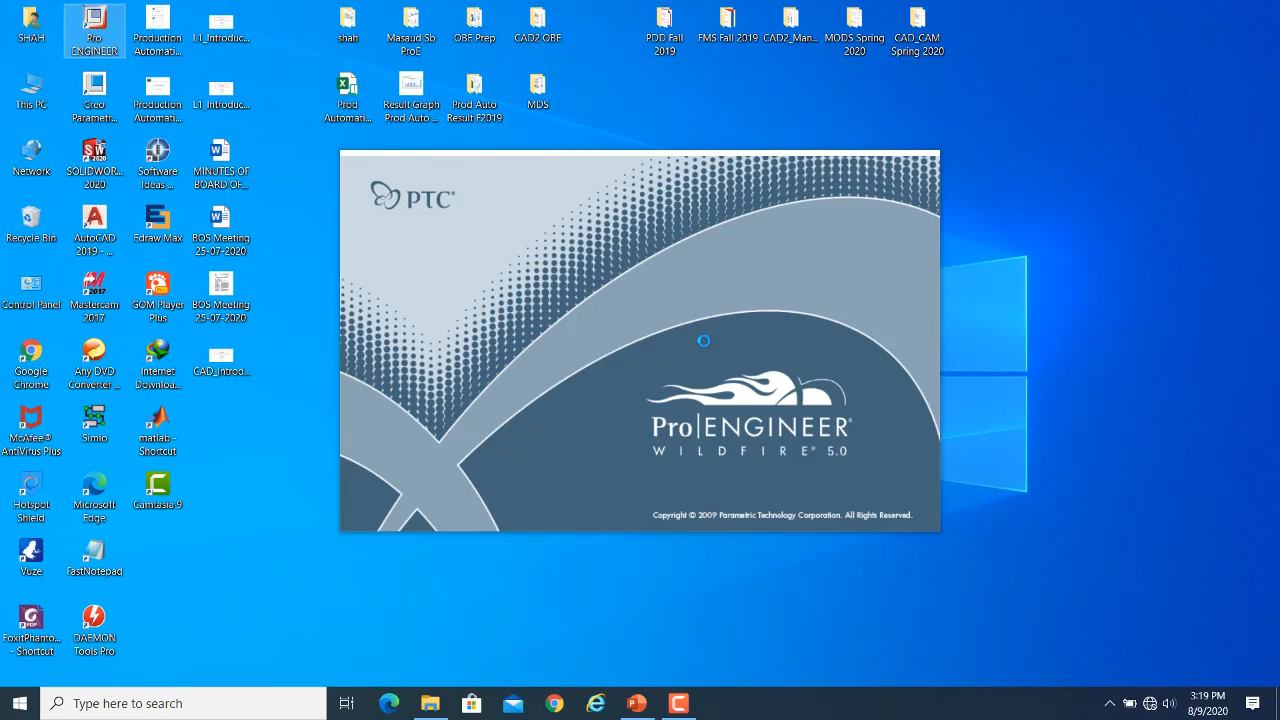 SHAH
Pro
ENGINEER
Production
Automati...
L1_Introduc...
shah
Masaud Sb
ProE
OBE Prep
CAD2 OBE
PDD Fall
2019
FMS Fall 2019
CAD2_Man...
MODS Spring
2020
CAD_CAM
Spring 2020
This PC
Creo
Parametr...
Production
Automati...
L1_Introduc...
Prod
Automati...
Result Graph
Prod Auto ...
Prod Auto
Result F2019
MDS
Network
SOLIDWOR...
2020
Software
Ideas ...
MINUTES OF
BOARD OF...
Recycle Bin
AutoCAD
2019 - ...
Edraw Max
BOS Meeting
25-07-2020
Control Panel
Mastercam
2017
GOM Player
Plus
BOS Meeting
25-07-2020
Google
Chrome
Any DVD
Converter ...
Internet
Downloa...
CAD_Introd...
McAfee®
AntiVirus Plus
Simio
matlab -
Shortcut
Hotspot
Shield
Microsoft
Edge
Camtasia 9
Vuze
FastNotepad
FoxitPhanto...
- Shortcut
DAEMON
Tools Pro
PTC®
Pro|ENGINEER®
WILDFIRE® 5.0
Copyright © 2009 Parametric Technology Corporation. All Rights Reserved.
Type here to search
3:19 PM
8/9/2020